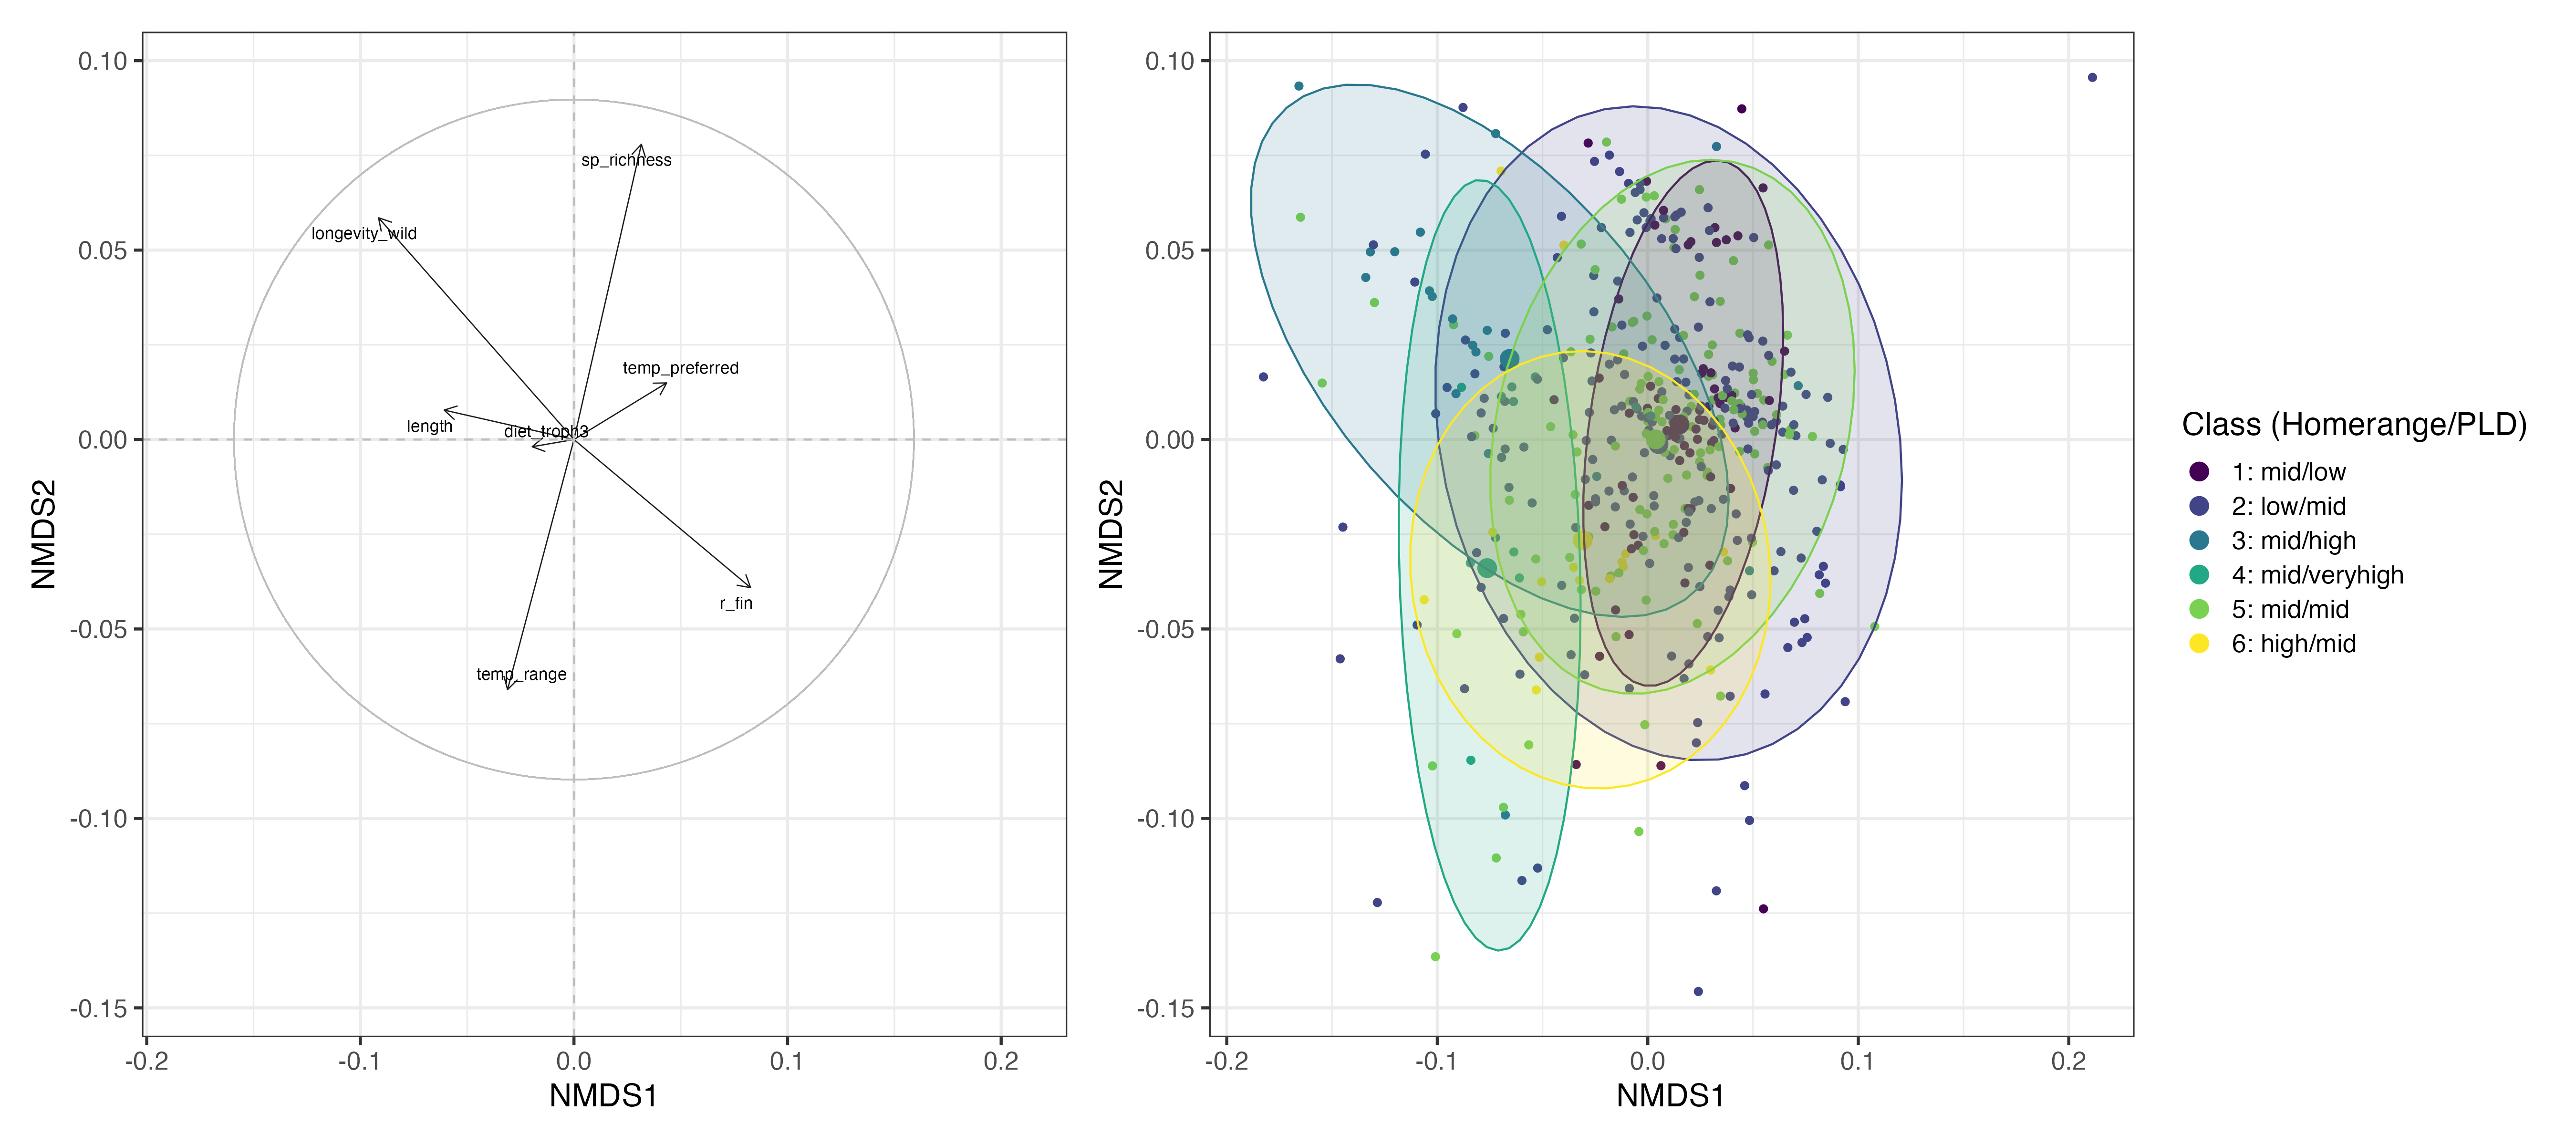 0.10
0.05
0.00
-0.05
-0.10
-0.15
NMDS2
sp_richness
longevity_wild
temp_preferred
length
diet_troph3
r_fin
temp_range
-0.2
-0.1
0.0
0.1
0.2
NMDS1
0.10
0.05
0.00
-0.05
-0.10
-0.15
NMDS2
-0.2
-0.1
0.0
0.1
0.2
NMDS1
Class (Homerange/PLD)
1: mid/low
2: low/mid
3: mid/high
4: mid/veryhigh
5: mid/mid
6: high/mid